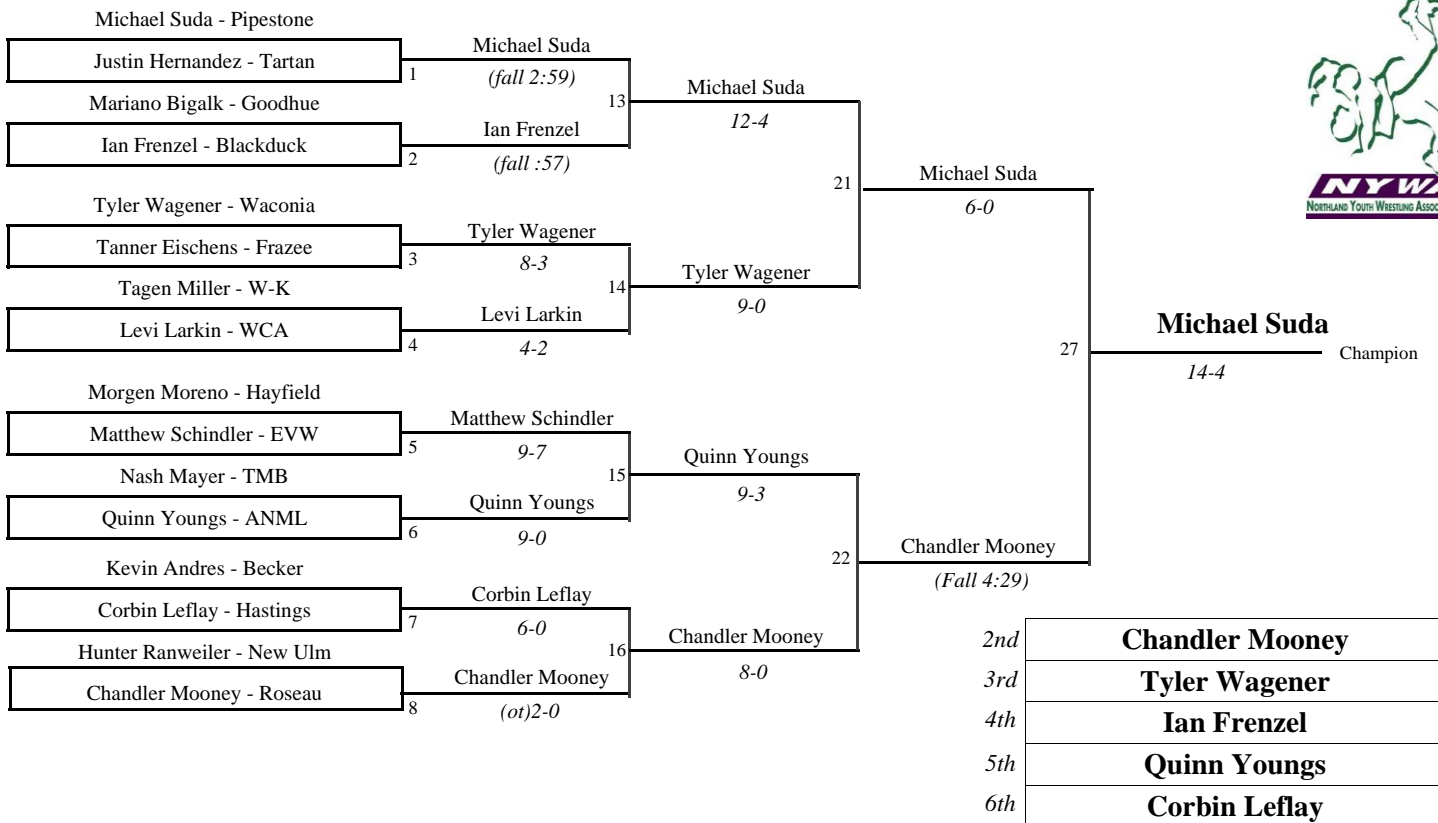 Michael Suda - Pipestone
Justin Hernandez - Tartan
1
Mariano Bigalk - Goodhue
Ian Frenzel - Blackduck
2
Tyler Wagener - Waconia
Tanner Eischens - Frazee
3
Tagen Miller - W-K
Levi Larkin - WCA
4
Morgen Moreno - Hayfield
Matthew Schindler - EVW
5
Nash Mayer - TMB
Quinn Youngs - ANML
6
Kevin Andres - Becker
Corbin Leflay - Hastings
7
Hunter Ranweiler - New Ulm
Chandler Mooney - Roseau
8
Michael Suda
(fall 2:59)
13
Ian Frenzel
(fall :57)
Tyler Wagener
8-3
14
Levi Larkin
4-2
Matthew Schindler
9-7
15
Quinn Youngs
9-0
Corbin Leflay
6-0
16
Chandler Mooney
(ot)2-0
Michael Suda
12-4
21
Tyler Wagener
9-0
Quinn Youngs
9-3
22
Chandler Mooney
8-0
Michael Suda
6-0
27
Chandler Mooney
(Fall 4:29)
Michael Suda
Champion
14-4
2nd Chandler Mooney
3rd Tyler Wagener
4th Ian Frenzel
5th Quinn Youngs
6th Corbin Leflay
NORTHLAND YOUTH WRESTLING